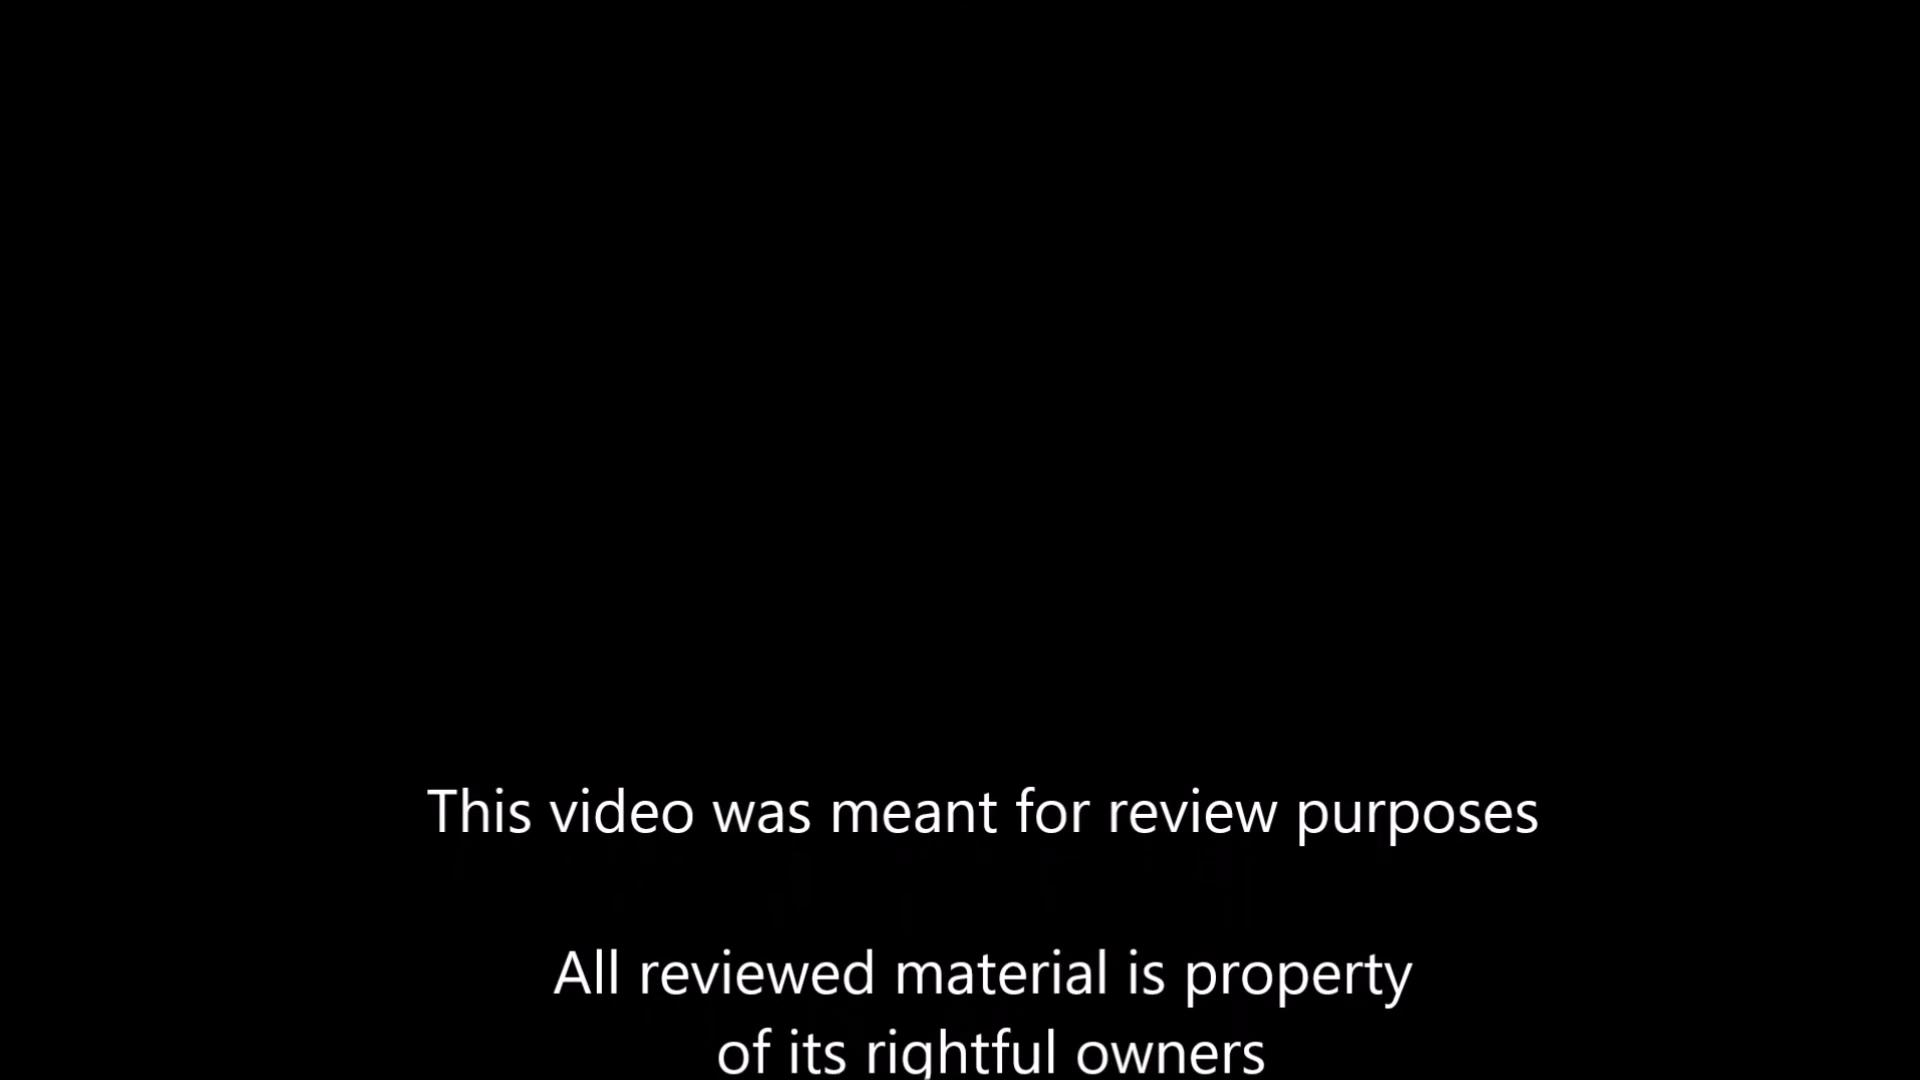 This video was meant for review purposes
All reviewed material is property
of its rightful owners